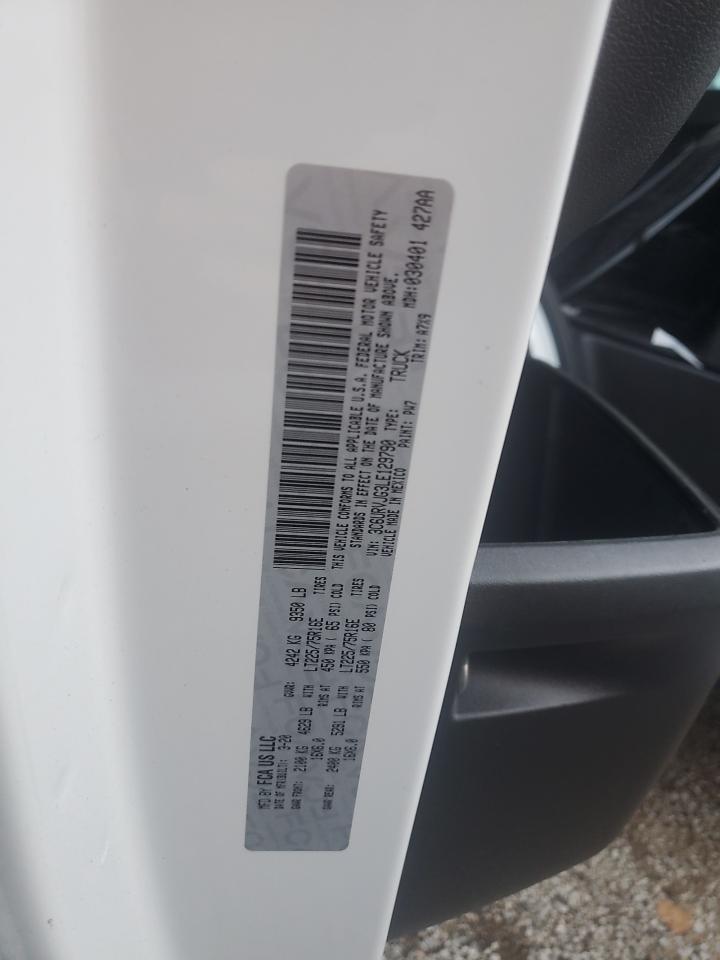 MFD BY FCA US LLC
DATE OF MFR(BUILT): 3-20 GVWR: 4242 KG 9350 LB
GAWR FRONT: 2100 KG 4629 LB WITH LT225/75R16E TIRES
16X6.0 RIMS AT 450 KPA ( 65 PSI) COLD
GAWR REAR: 2400 KG 5291 LB WITH LT225/75R16E TIRES
16X6.0 RIMS AT 550 KPA ( 80 PSI) COLD
THIS VEHICLE CONFORMS TO ALL APPLICABLE U.S.A. FEDERAL MOTOR VEHICLE SAFETY
STANDARDS IN EFFECT ON THE DATE OF MANUFACTURE SHOWN ABOVE.
VIN: 3C6URVJG3LE129790 TYPE: TRUCK MDH:030401 427AA
VEHICLE MADE IN MEXICO PAINT: PW7 TRIM: A7X9